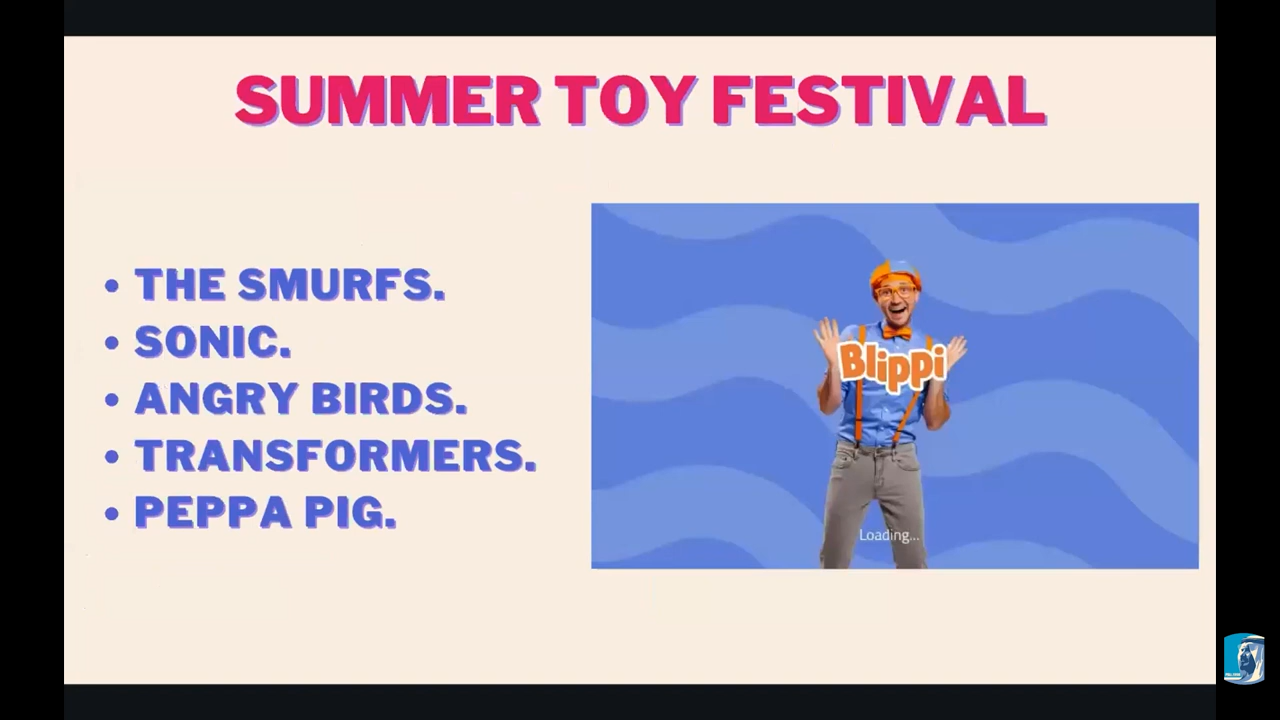 SUMMER TOY FESTIVAL
• THE SMURFS.
• SONIC.
• ANGRY BIRDS.
• TRANSFORMERS.
• PEPPA PIG.
Blippi
Loading...